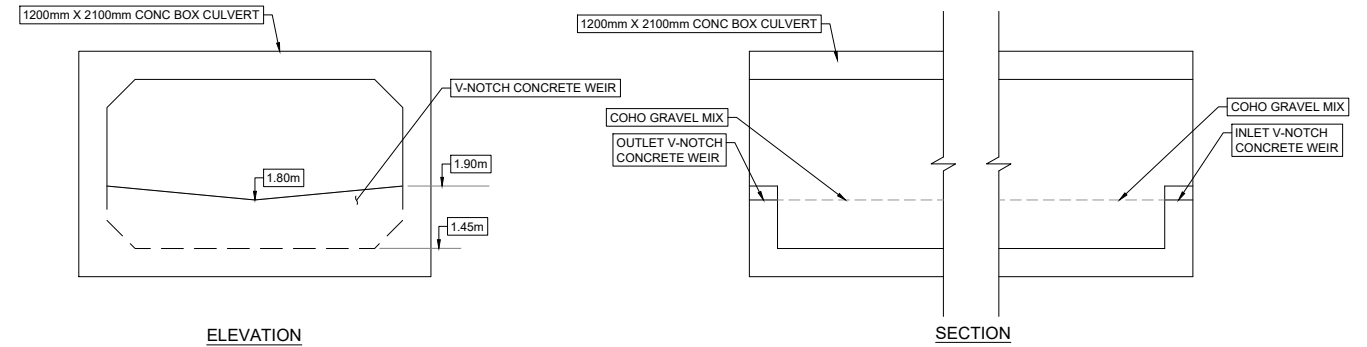 1200mm X 2100mm CONC BOX CULVERT
V-NOTCH CONCRETE WEIR
1.80m
1.90m
1.45m
ELEVATION
1200mm X 2100mm CONC BOX CULVERT
COHO GRAVEL MIX
OUTLET V-NOTCH
CONCRETE WEIR
COHO GRAVEL MIX
INLET V-NOTCH
CONCRETE WEIR
SECTION